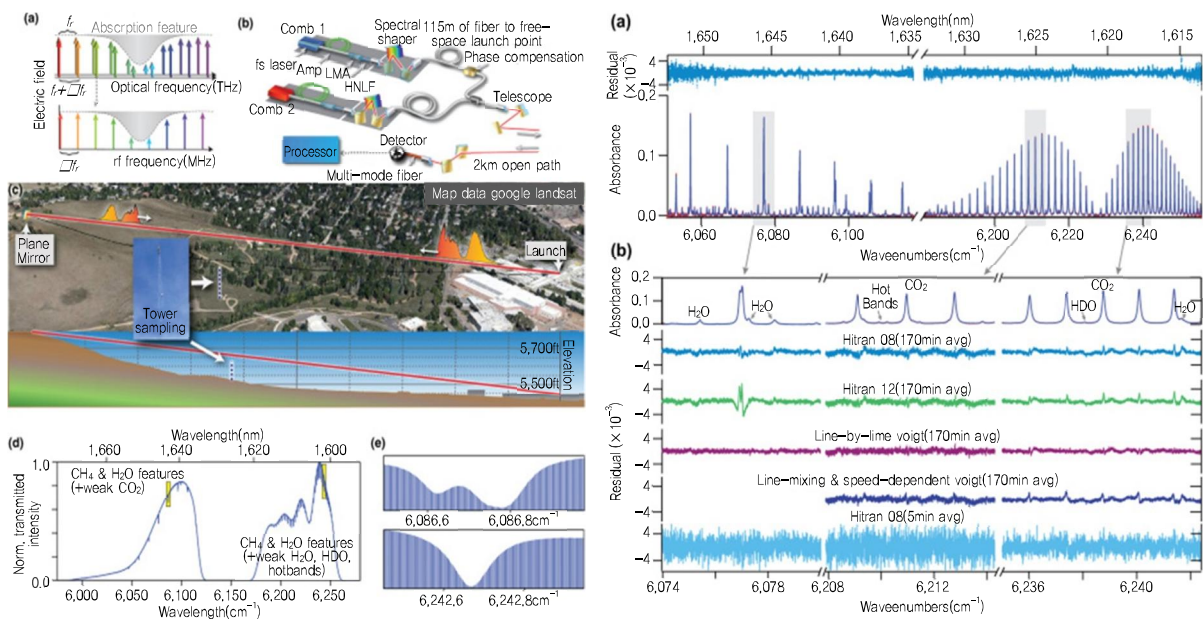 (a)
fr
Absorption feature
Electric field
Optical frequency(THz)
fr+□fr
rf frequency(MHz)
□fr
(b)
Comb 1
Spectral
shaper
115m of fiber to free-
space launch point
Phase compensation
fs laser
Amp
LMA
HNLF
Comb 2
Telescope
Detector
Processor
Multi-mode fiber
2km open path
(c)
Map data google landsat
Plane
Mirror
Launch
Tower
sampling
5,700ft
5,500ft
Elevation
(d)
Wavelength(nm)
1,660 1,640 1,620 1,600
1.0
CH₄ & H₂O features
(+weak CO₂)
Norm. transmitted
intensity
CH₄ & H₂O features
(+weak H₂O, HDO,
hotbands)
0.0
6,000 6,050 6,100 6,150 6,200 6,250
Wavelength(cm⁻¹)
(e)
6,086,6 6,086,8cm⁻¹
6,242,6 6,242,8cm⁻¹
(a)
Wavelength(nm)
1,650 1,645 1,640 1,635 1,630 1,625 1,620 1,615
Residual
(×10⁻³)
4
-4
0.2
0.1
0,0
Absorbance
6,060 6,080 6,100 6,200 6,220 6,240
Wavenumbers(cm⁻¹)
(b)
Absorbance
0.2
0.1
0.0
H₂O
H₂O
Hot
Bands
CO₂
CO₂
HDO
H₂O
Hitran 08(170min avg)
4
-4
Hitran 12(170min avg)
4
-4
Residual(×10⁻³)
Line-by-lime voigt(170min avg)
4
-4
Line-mixing & speed-dependent voigt(170min avg)
4
-4
Hitran 08(5min avg)
4
-4
6,074 6,078 6,208 6,212 6,236 6,240
Waveenumbers(cm⁻¹)